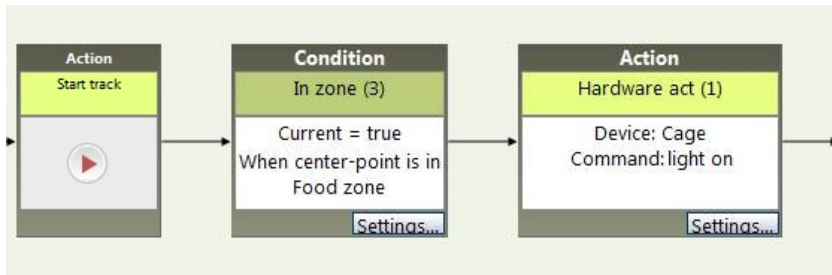 Action
Start track
Condition
In zone (3)
Current = true
When center-point is in
Food zone
Settings...
Action
Hardware act (1)
Device: Cage
Command: light on
Settings...